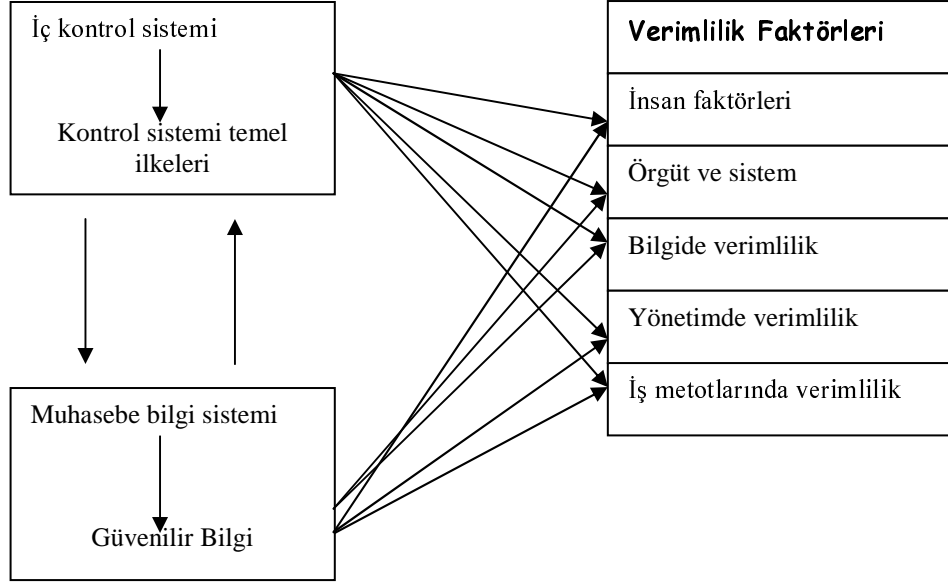 İç kontrol sistemi
Kontrol sistemi temel
ilkeleri
Muhasebe bilgi sistemi
Güvenilir Bilgi
Verimlilik Faktörleri
İnsan faktörleri
Örgüt ve sistem
Bilgide verimlilik
Yönetimde verimlilik
İş metotlarında verimlilik